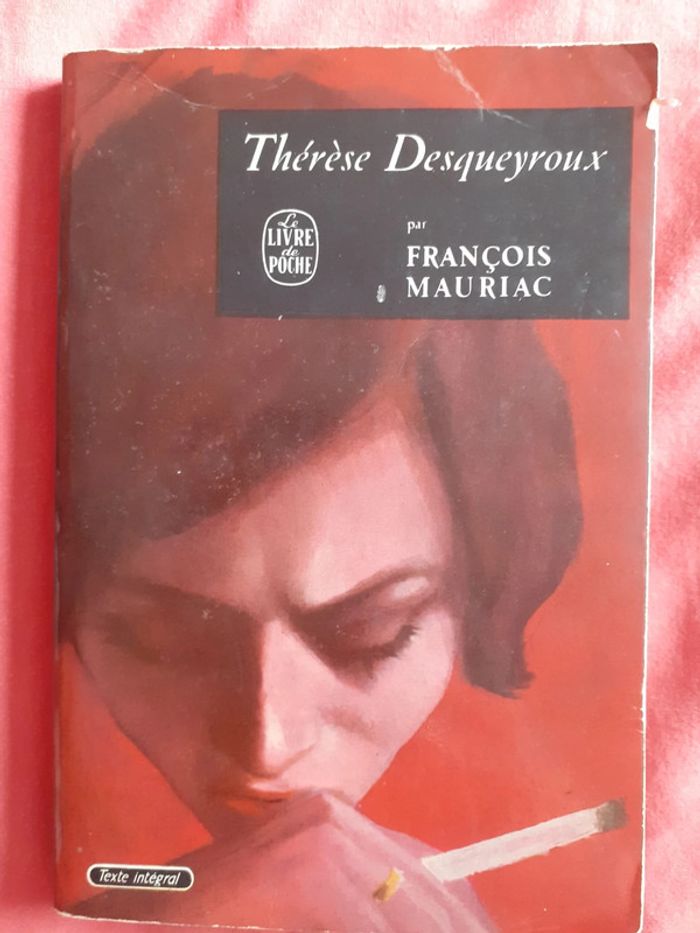 Thérèse Desqueyroux
Le
LIVRE
de
POCHE
par
FRANÇOIS
MAURIAC
Texte intégral